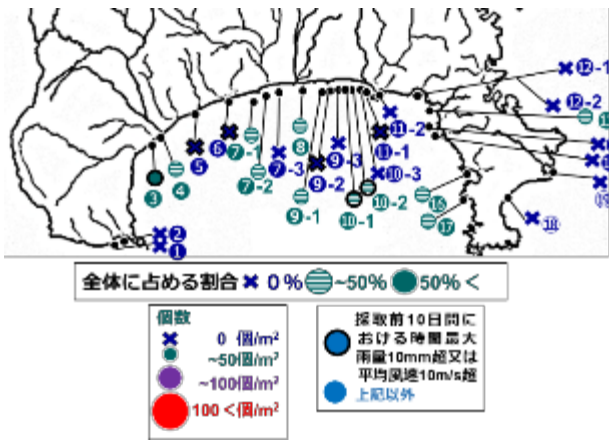 ⑫-1
⑫-2
⑪-2
⑥
⑦-1
⑧
⑪-1
⑤
⑨-3
⑦-3
⑨-2
⑩-3
④
③
⑦-2
⑩-2
⑯
⑨-1
⑩-1
⑰
⑱
②
①
全体に占める割合 0% ~50% 50%<
個数
0 個/m²
~50個/m²
~100個/m²
100<個/m²
採取前10日間に
おける時間最大
雨量10mm超又は
平均風速10m/s超
上記以外